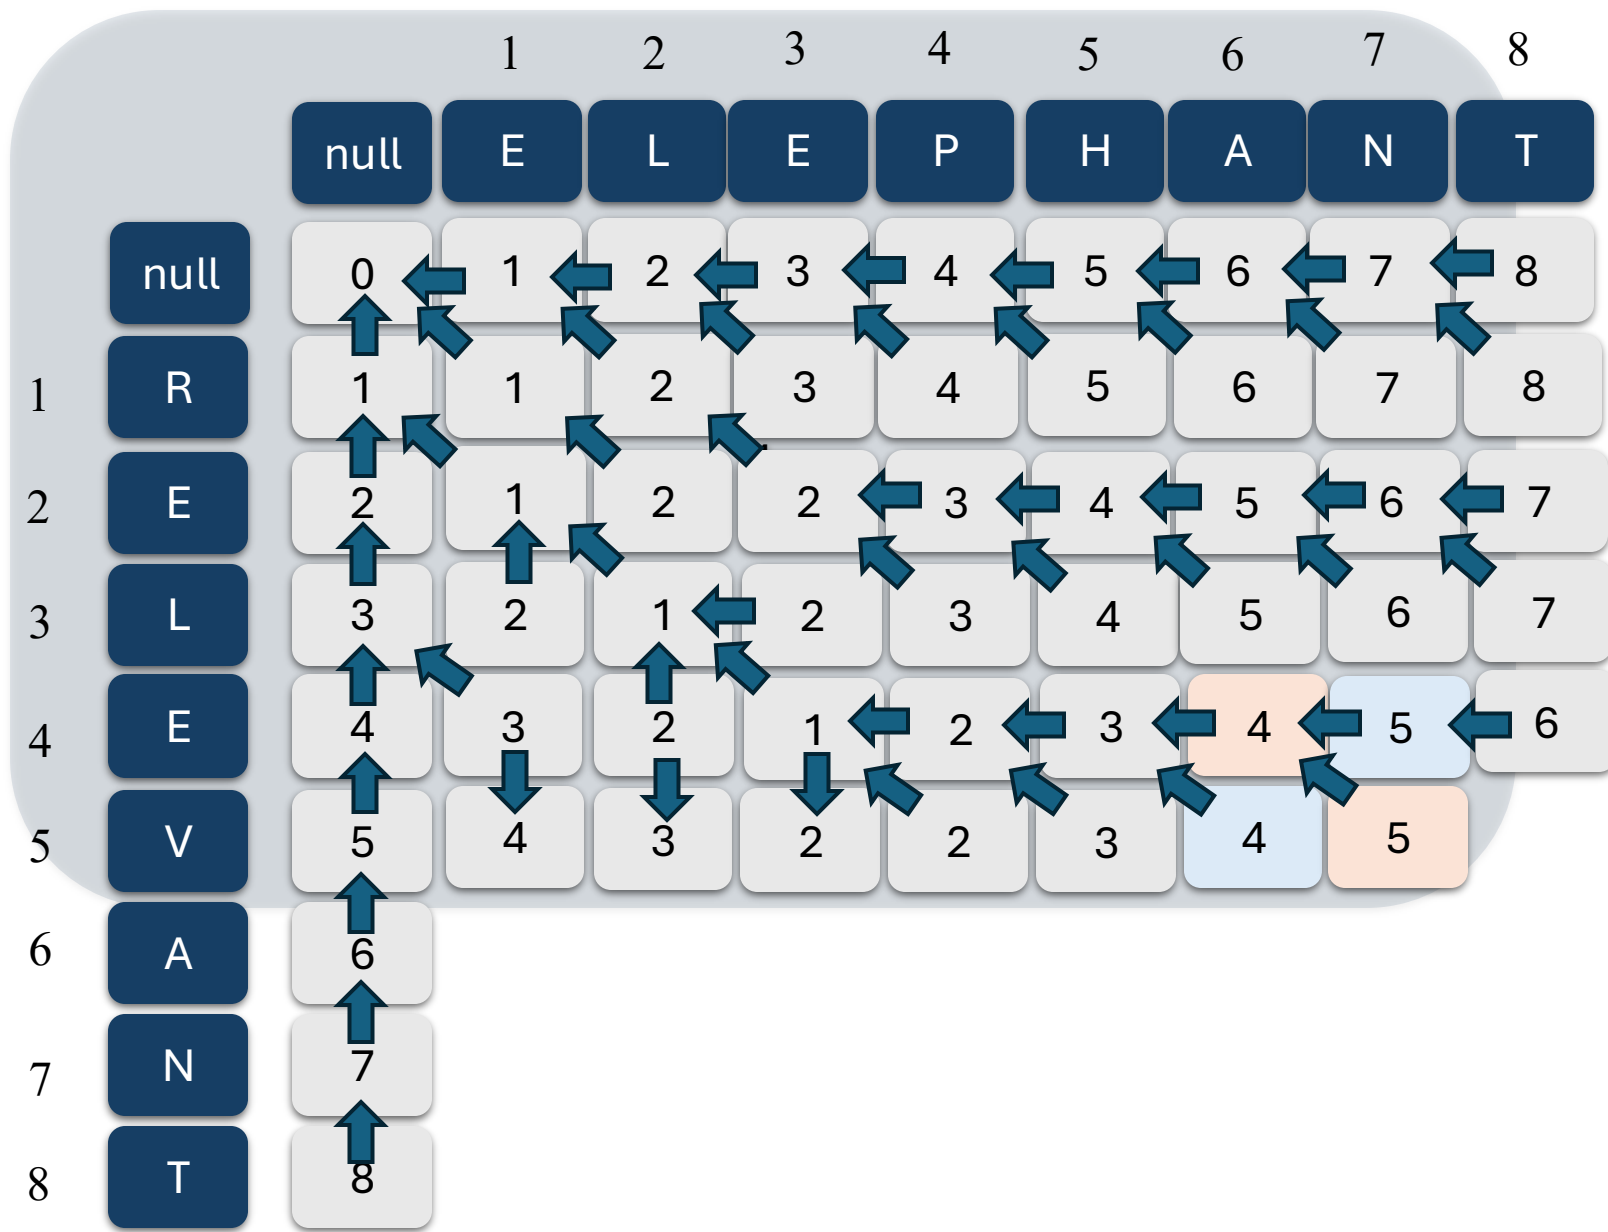 1 2 3 4 5 6 7 8
null E L E P H A N T
null 0 1 2 3 4 5 6 7 8
1 R 1 1 2 3 4 5 6 7 8
2 E 2 1 2 2 3 4 5 6 7
3 L 3 2 1 2 3 4 5 6 7
4 E 4 3 2 1 2 3 4 5 6
5 V 5 4 3 2 2 3 4 5
6 A 6
7 N 7
8 T 8